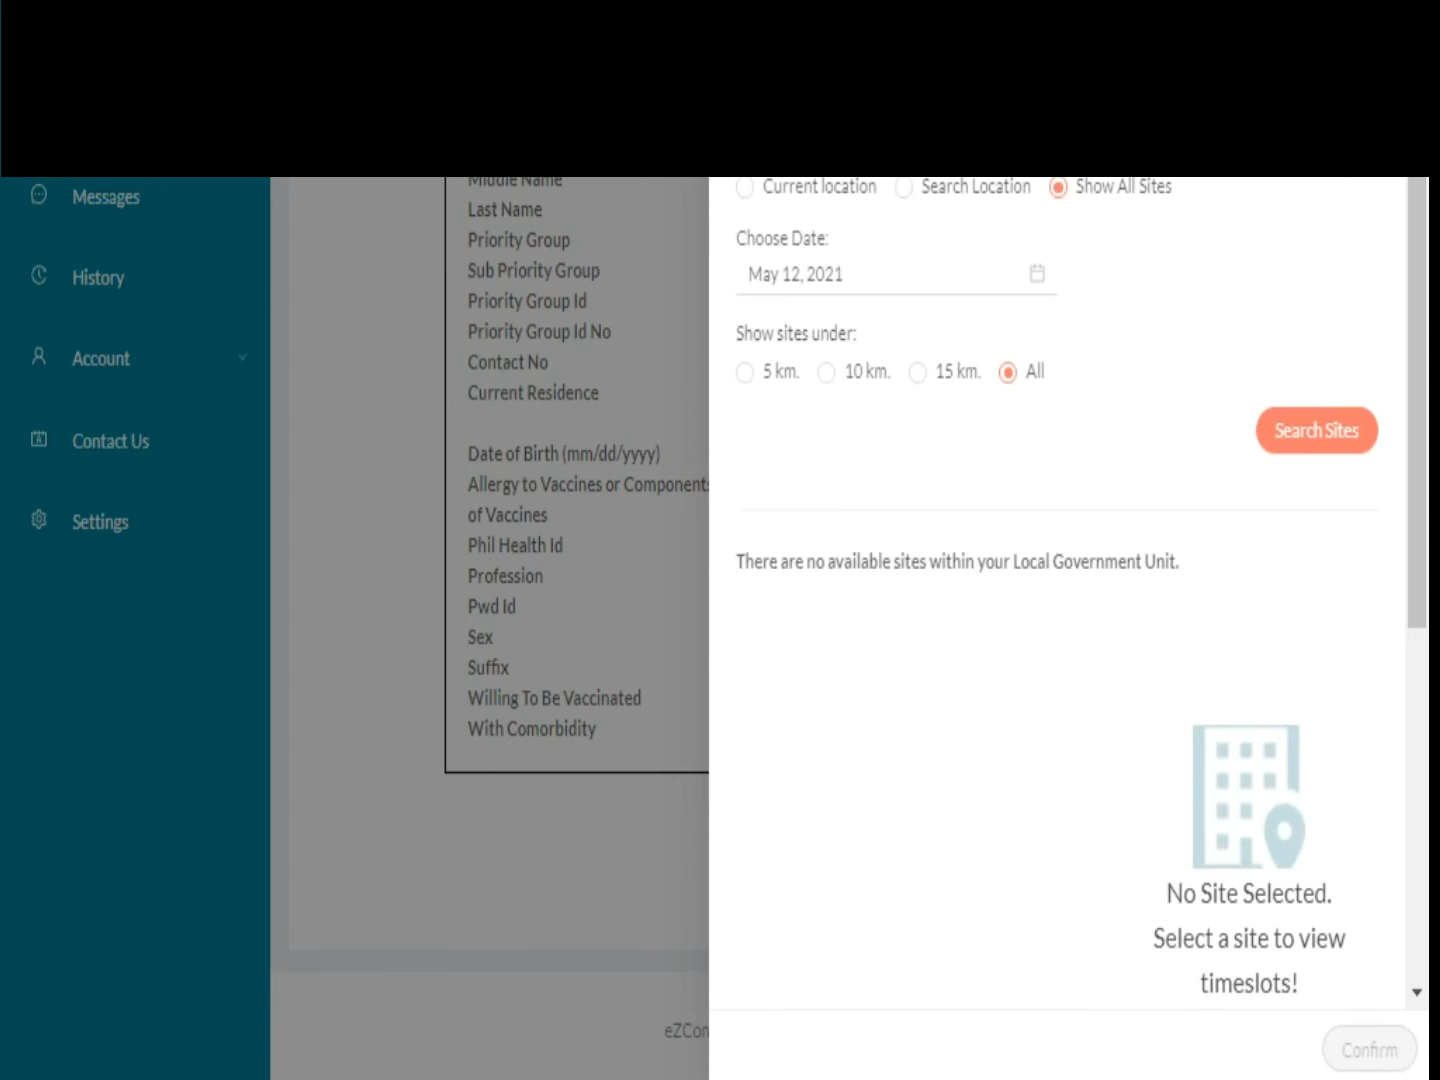 Messages
History
Account
Contact Us
Settings
Middle Name
Last Name
Priority Group
Sub Priority Group
Priority Group Id
Priority Group Id No
Contact No
Current Residence
Date of Birth (mm/dd/yyyy)
Allergy to Vaccines or Components
of Vaccines
Phil Health Id
Profession
Pwd Id
Sex
Suffix
Willing To Be Vaccinated
With Comorbidity
eZCon
Current location Search Location Show All Sites
Choose Date:
May 12, 2021
Show sites under:
5 km. 10 km. 15 km. All
Search Sites
There are no available sites within your Local Government Unit.
No Site Selected.
Select a site to view
timeslots!
Confirm